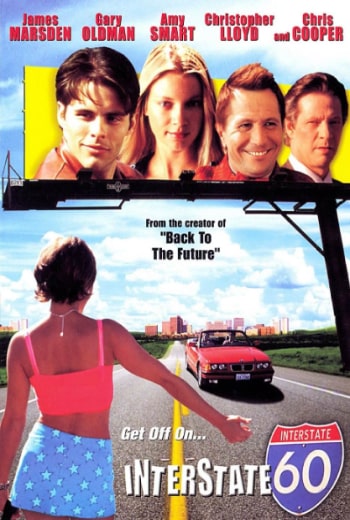 James Gary Amy Christopher Chris
MARSDEN OLDMAN SMART LLOYD and COOPER
From the creator of
"Back To
The Future"
Get Off On...
INTERSTATE
INTERSTATE
60